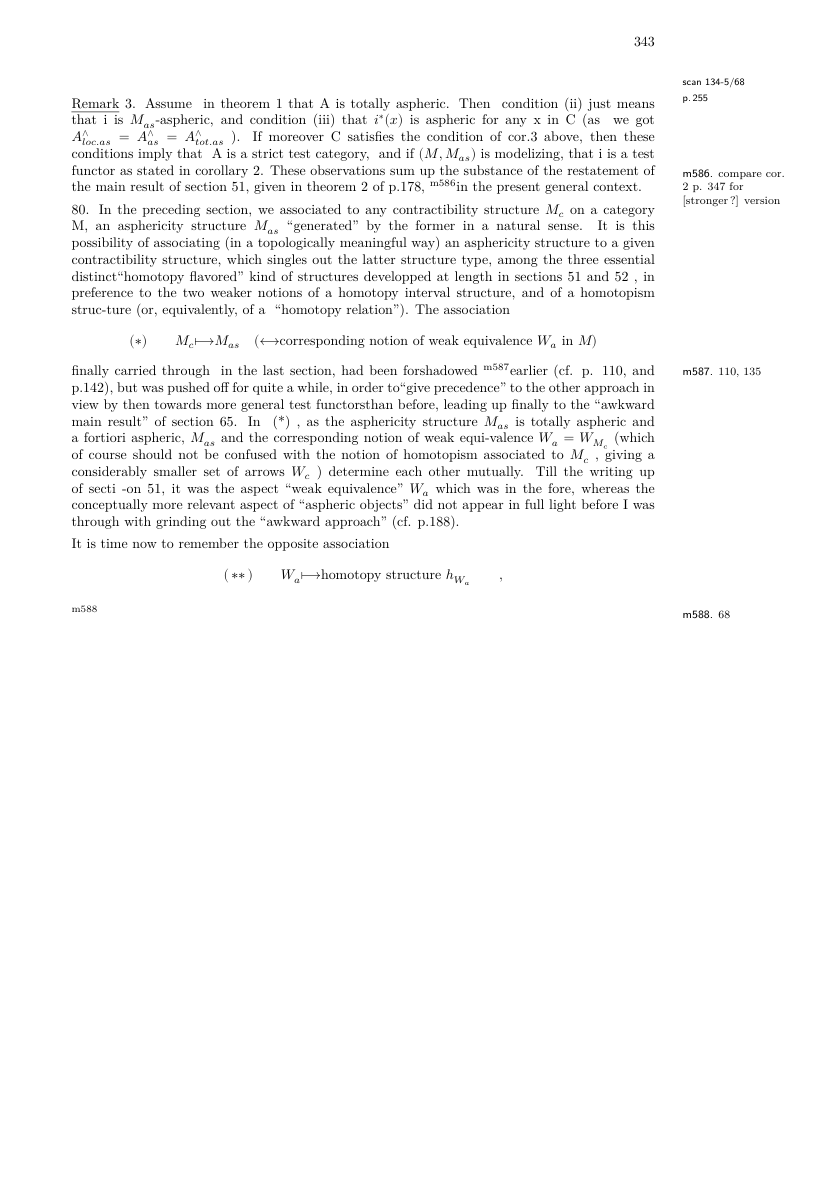 343
scan 134-5/68
p. 255
Remark 3. Assume in theorem 1 that A is totally aspheric. Then condition (ii) just means
that i is M_{as}-aspheric, and condition (iii) that i*(x) is aspheric for any x in C (as we got
A^∧_{loc.as} = A^∧_{as} = A^∧_{tot.as} ). If moreover C satisfies the condition of cor.3 above, then these
conditions imply that A is a strict test category, and if (M, M_{as}) is modelizing, that i is a test
functor as stated in corollary 2. These observations sum up the substance of the restatement of
the main result of section 51, given in theorem 2 of p.178, m586in the present general context.
m586. compare cor.
2 p. 347 for
[stronger ?] version
80. In the preceding section, we associated to any contractibility structure M_c on a category
M, an asphericity structure M_{as} “generated” by the former in a natural sense. It is this
possibility of associating (in a topologically meaningful way) an asphericity structure to a given
contractibility structure, which singles out the latter structure type, among the three essential
distinct“homotopy flavored” kind of structures developped at length in sections 51 and 52 , in
preference to the two weaker notions of a homotopy interval structure, and of a homotopism
struc-ture (or, equivalently, of a “homotopy relation”). The association
(∗) M_c⟼M_{as} (⟷corresponding notion of weak equivalence W_a in M)
finally carried through in the last section, had been forshadowed m587earlier (cf. p. 110, and
p.142), but was pushed off for quite a while, in order to“give precedence” to the other approach in
view by then towards more general test functorsthan before, leading up finally to the “awkward
main result” of section 65. In (*) , as the asphericity structure M_{as} is totally aspheric and
a fortiori aspheric, M_{as} and the corresponding notion of weak equi-valence W_a = W_{M_c} (which
of course should not be confused with the notion of homotopism associated to M_c , giving a
considerably smaller set of arrows W_c ) determine each other mutually. Till the writing up
of secti -on 51, it was the aspect “weak equivalence” W_a which was in the fore, whereas the
conceptually more relevant aspect of “aspheric objects” did not appear in full light before I was
through with grinding out the “awkward approach” (cf. p.188).
m587. 110, 135
It is time now to remember the opposite association
( ∗∗ ) W_a⟼homotopy structure h_{W_a} ,
m588
m588. 68